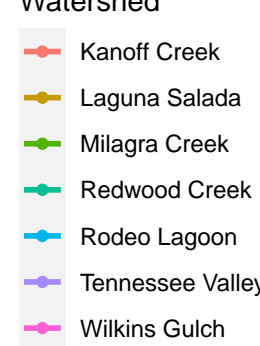 Watershed
Kanoff Creek
Laguna Salada
Milagra Creek
Redwood Creek
Rodeo Lagoon
Tennessee Valley
Wilkins Gulch